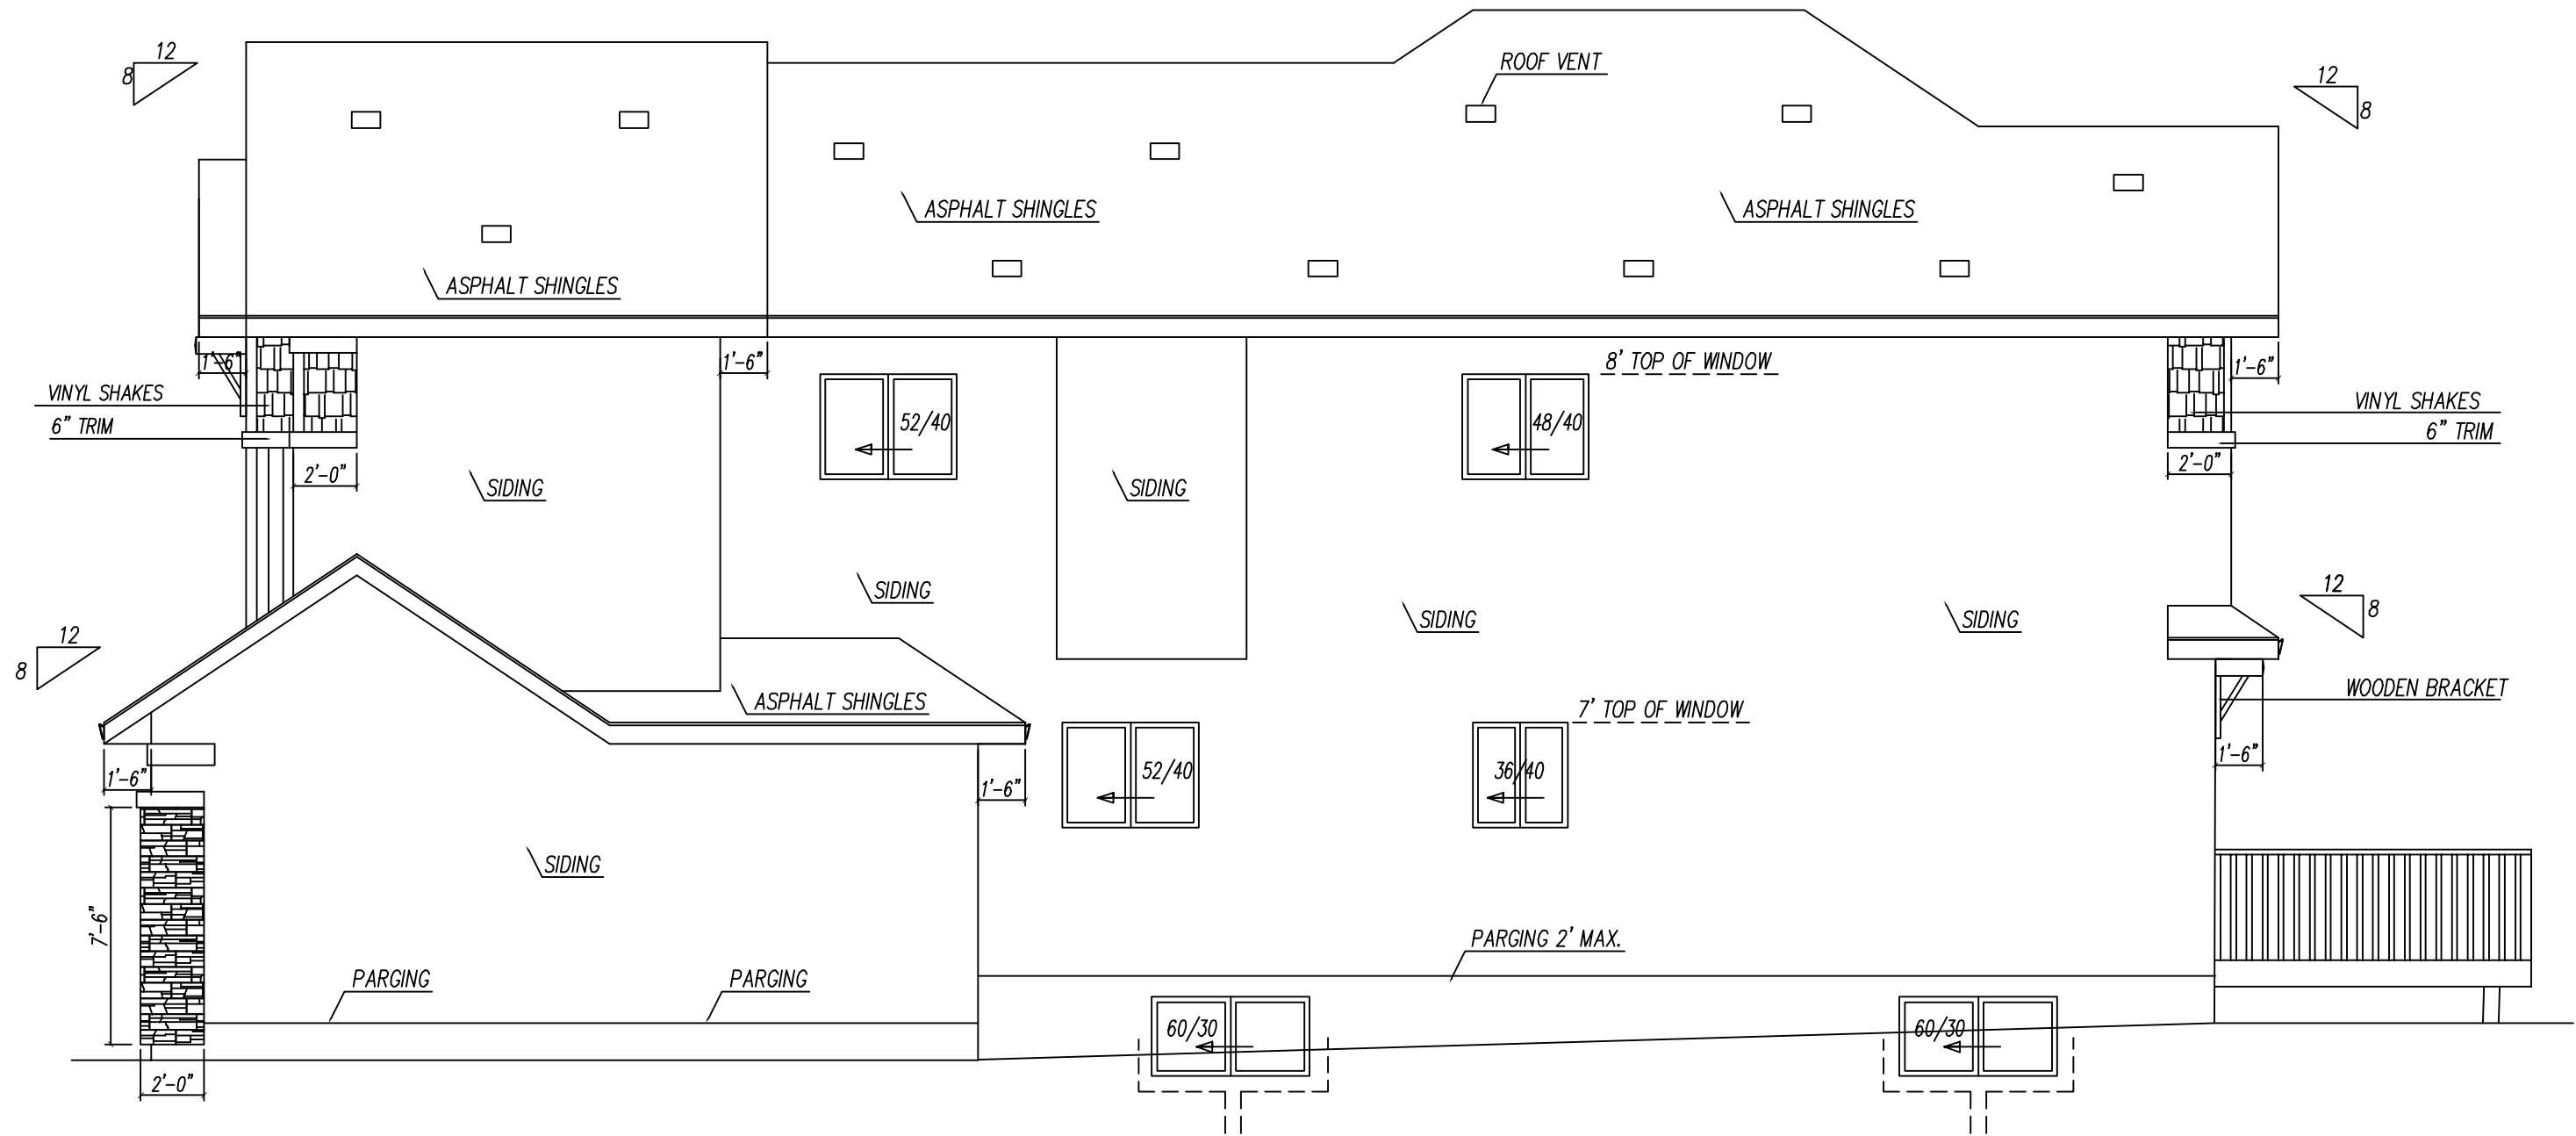 12
8
ROOF VENT
12
8
ASPHALT SHINGLES
ASPHALT SHINGLES
ASPHALT SHINGLES
1'-6"
1'-6"
8' TOP OF WINDOW
1'-6"
VINYL SHAKES
6" TRIM
52/40
48/40
VINYL SHAKES
6" TRIM
2'-0"
2'-0"
SIDING
SIDING
SIDING
SIDING
SIDING
12
8
12
8
ASPHALT SHINGLES
7' TOP OF WINDOW
WOODEN BRACKET
1'-6"
1'-6"
52/40
36/40
1'-6"
SIDING
7'-6"
PARGING 2' MAX.
PARGING
PARGING
60/30
60/30
2'-0"